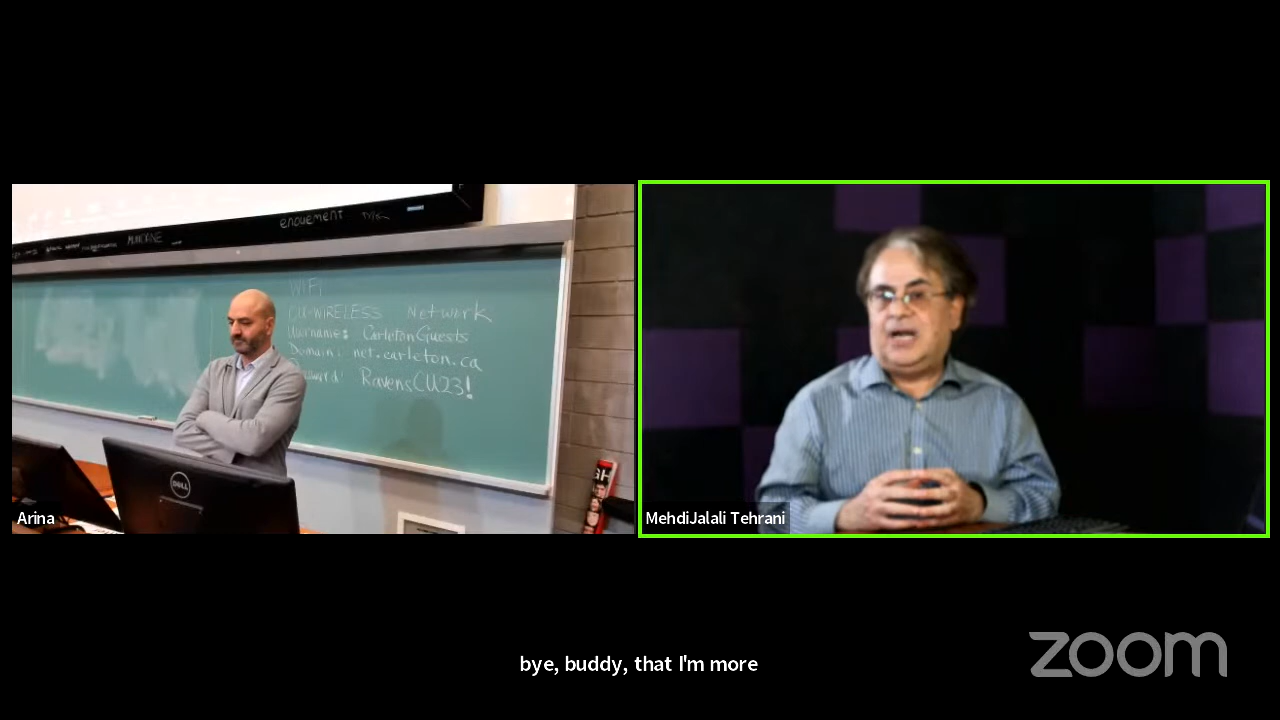 enouement
WIFI
CU-WIRELESS Network
Username: CarletonGuests
Domain: net.carleton.ca
Password: RavensCU23!
DELL
GH
Arina
MehdiJalali Tehrani
bye, buddy, that I'm more
zoom